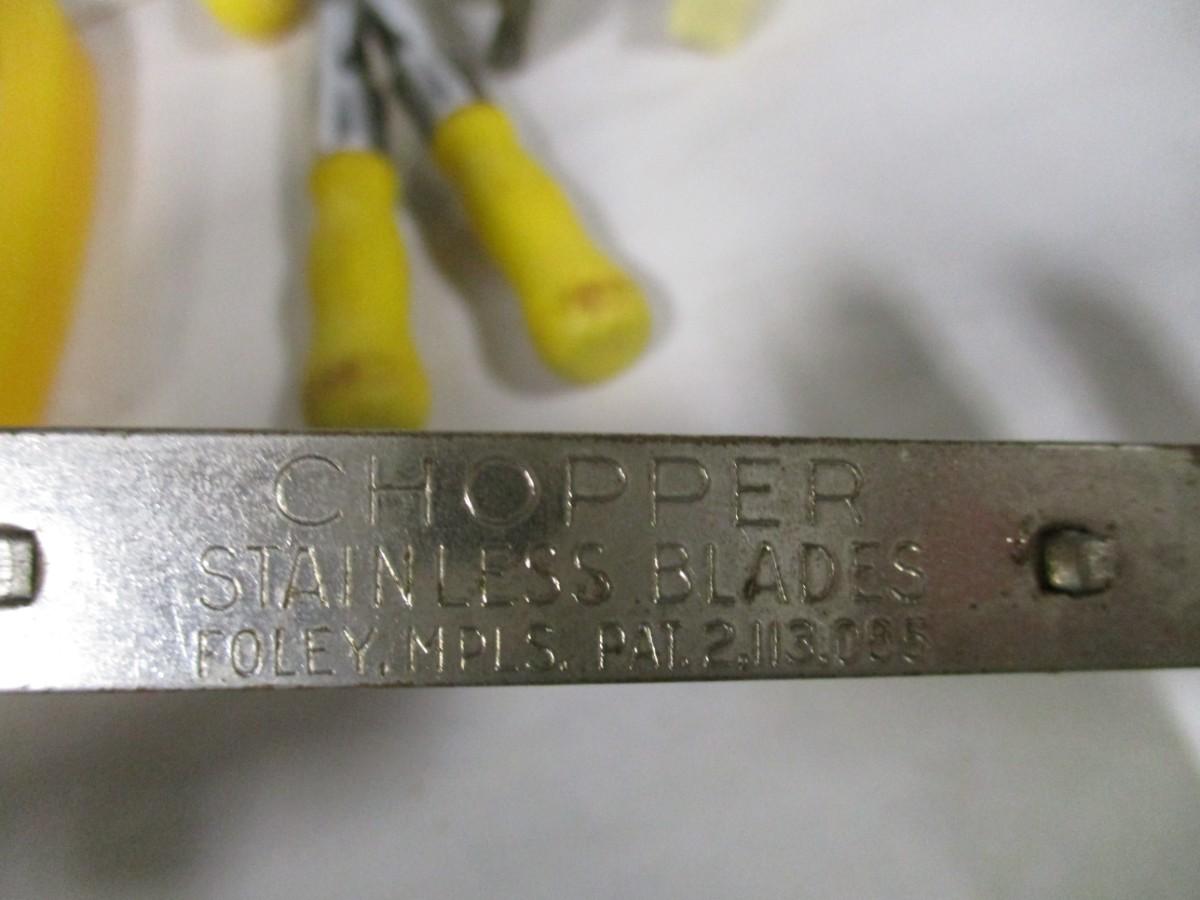 CHOPPER
STAINLESS BLADES
FOLEY, MPLS. PAT. 2,113,085